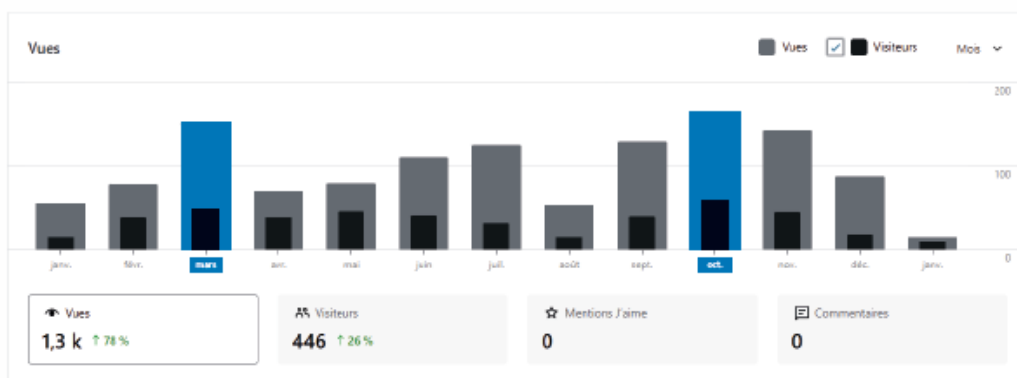 Vues
Vues Visiteurs Mois
200
100
0
janv. févr. mars avr. mai juin juil. août sept. oct. nov. déc. janv.
Vues
1,3 k ↑ 78 %
Visiteurs
446 ↑ 26 %
Mentions J'aime
0
Commentaires
0